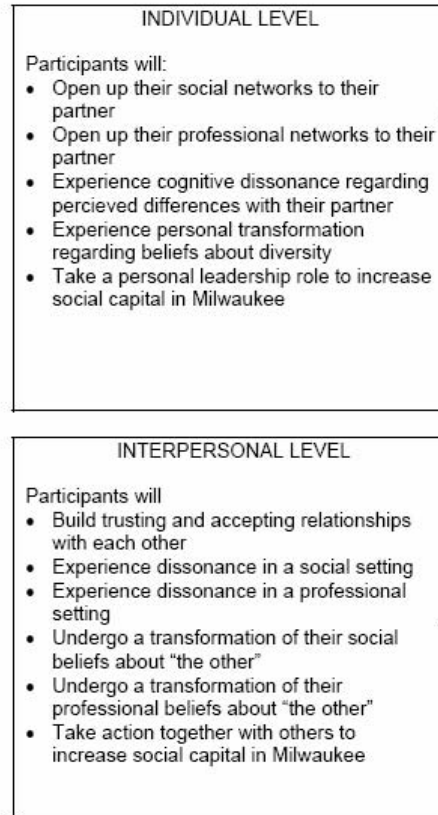 INDIVIDUAL LEVEL
Participants will:
• Open up their social networks to their
partner
• Open up their professional networks to their
partner
• Experience cognitive dissonance regarding
percieved differences with their partner
• Experience personal transformation
regarding beliefs about diversity
• Take a personal leadership role to increase
social capital in Milwaukee
INTERPERSONAL LEVEL
Participants will
• Build trusting and accepting relationships
with each other
• Experience dissonance in a social setting
• Experience dissonance in a professional
setting
• Undergo a transformation of their social
beliefs about “the other”
• Undergo a transformation of their
professional beliefs about “the other”
• Take action together with others to
increase social capital in Milwaukee